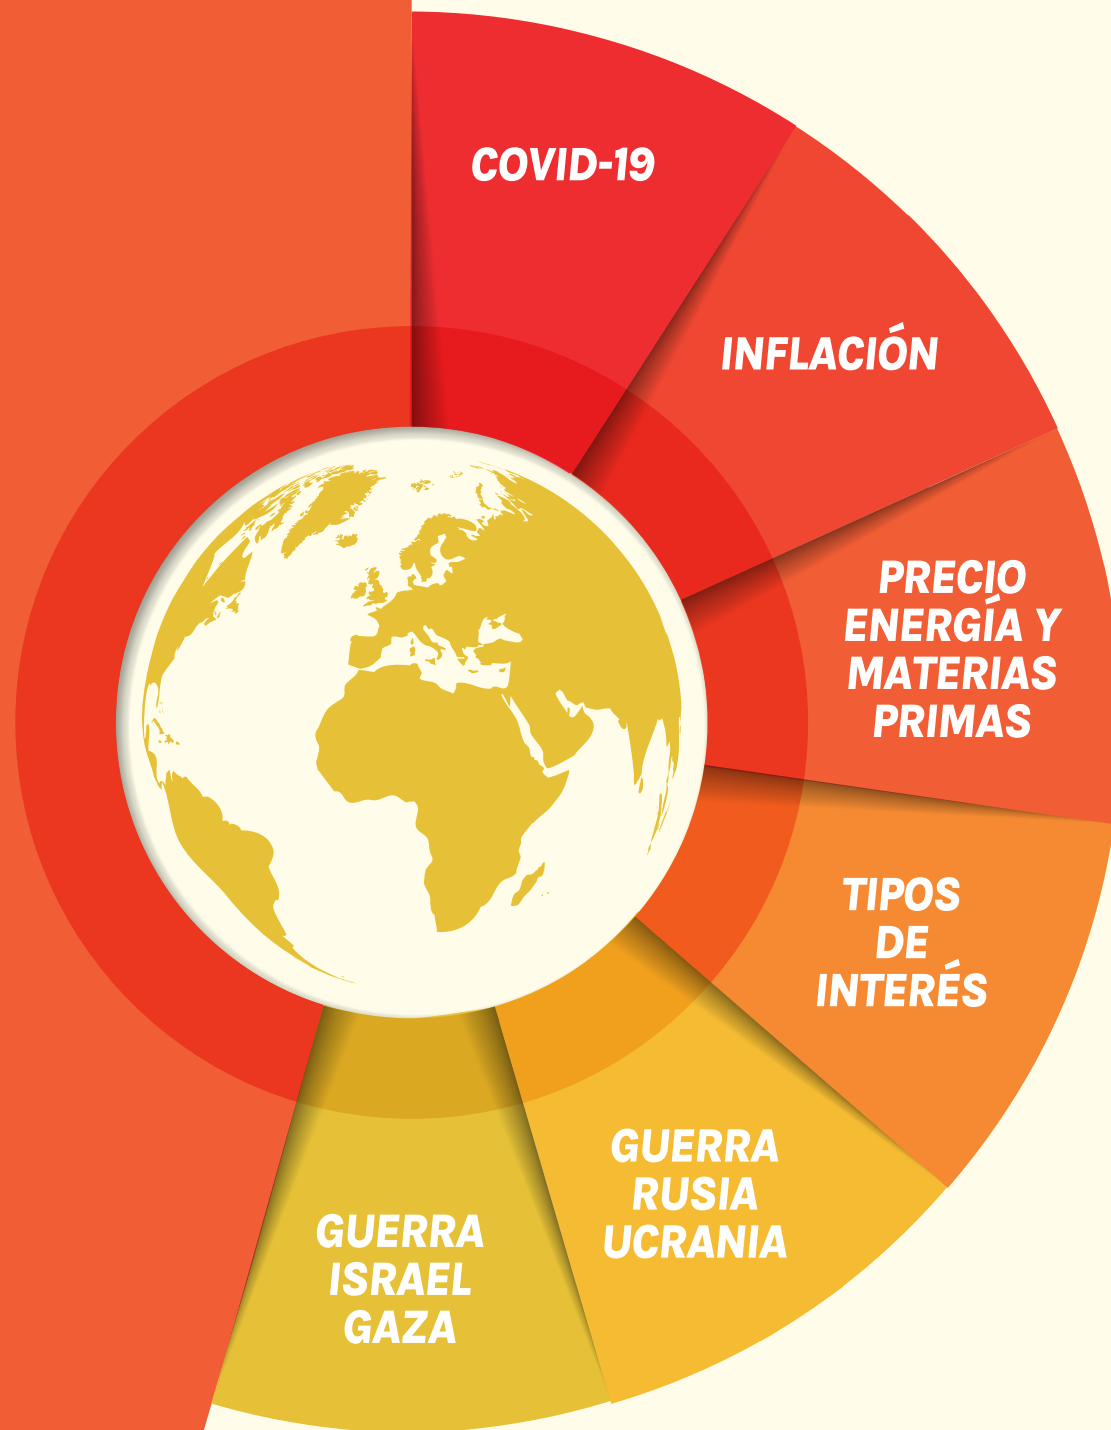 COVID-19
INFLACIÓN
PRECIO
ENERGÍA Y
MATERIAS
PRIMAS
TIPOS
DE
INTERÉS
GUERRA
RUSIA
UCRANIA
GUERRA
ISRAEL
GAZA